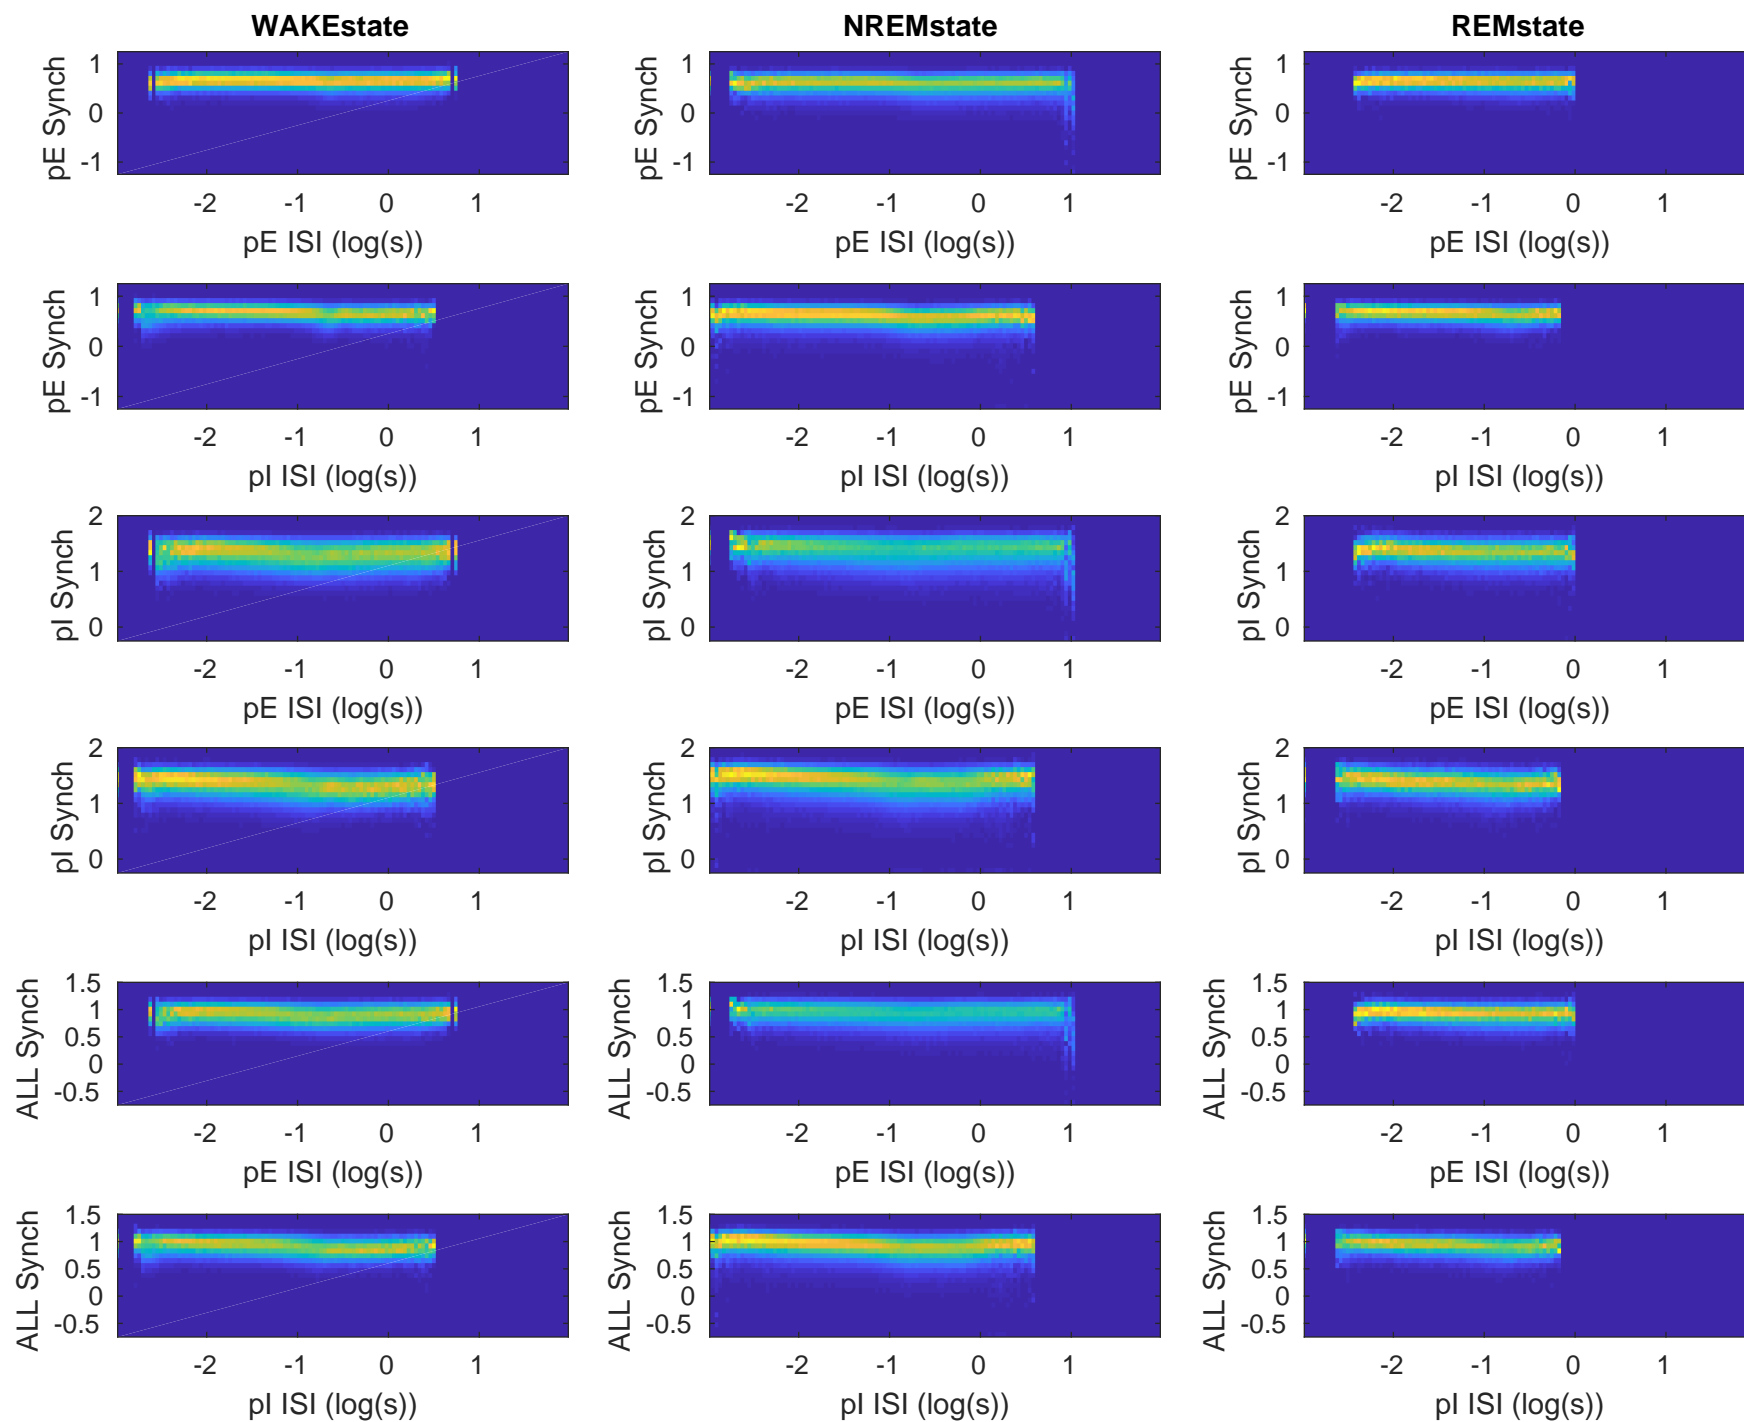 WAKEstate NREMstate REMstate
1 1 1
pE Synch pE Synch pE Synch
0 0 0
-1 -1 -1
-2 -1 0 1 -2 -1 0 1 -2 -1 0 1
pE ISI (log(s)) pE ISI (log(s)) pE ISI (log(s))
1 1 1
pE Synch pE Synch pE Synch
0 0 0
-1 -1 -1
-2 -1 0 1 -2 -1 0 1 -2 -1 0 1
pI ISI (log(s)) pI ISI (log(s)) pI ISI (log(s))
2 2 2
pI Synch pI Synch pI Synch
1 1 1
0 0 0
-2 -1 0 1 -2 -1 0 1 -2 -1 0 1
pE ISI (log(s)) pE ISI (log(s)) pE ISI (log(s))
2 2 2
pI Synch pI Synch pI Synch
1 1 1
0 0 0
-2 -1 0 1 -2 -1 0 1 -2 -1 0 1
pI ISI (log(s)) pI ISI (log(s)) pI ISI (log(s))
1.5 1.5 1.5
1 1 1
ALL Synch ALL Synch ALL Synch
0.5 0.5 0.5
0 0 0
-0.5 -0.5 -0.5
-2 -1 0 1 -2 -1 0 1 -2 -1 0 1
pE ISI (log(s)) pE ISI (log(s)) pE ISI (log(s))
1.5 1.5 1.5
1 1 1
ALL Synch ALL Synch ALL Synch
0.5 0.5 0.5
0 0 0
-0.5 -0.5 -0.5
-2 -1 0 1 -2 -1 0 1 -2 -1 0 1
pI ISI (log(s)) pI ISI (log(s)) pI ISI (log(s))